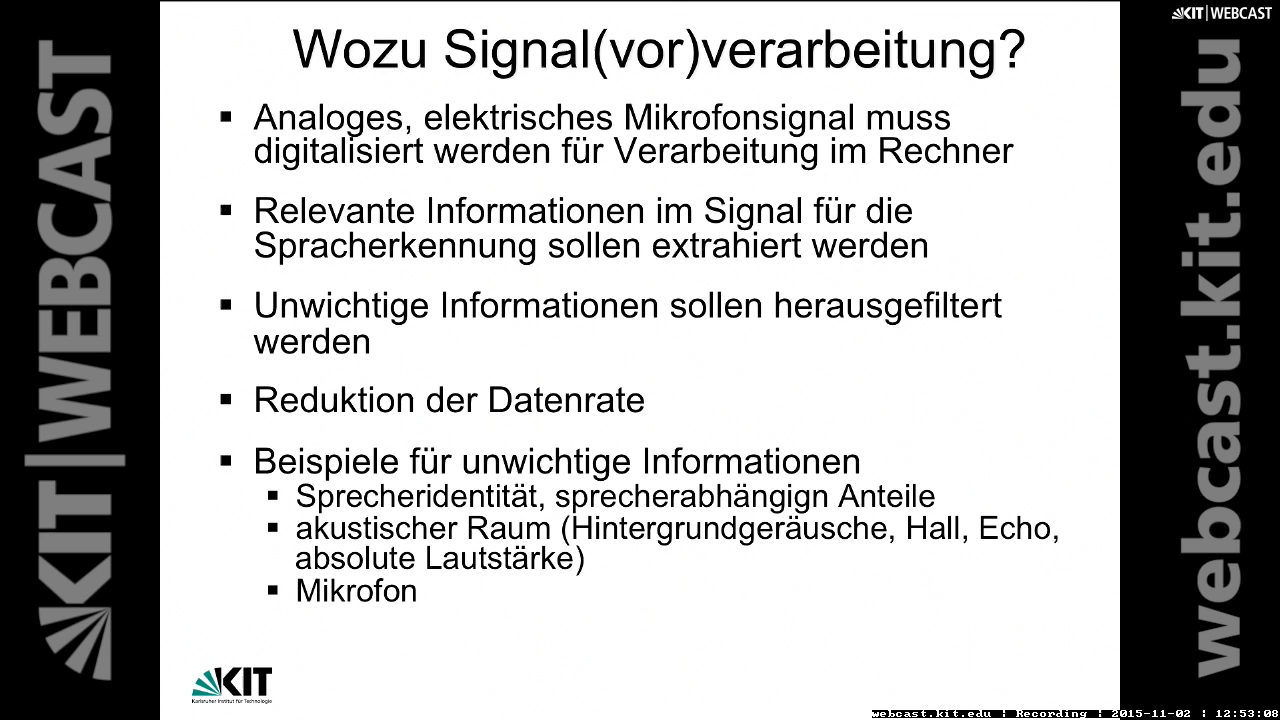 KIT|WEBCAST
Wozu Signal(vor)verarbeitung?
▪ Analoges, elektrisches Mikrofonsignal muss
digitalisiert werden für Verarbeitung im Rechner
▪ Relevante Informationen im Signal für die
Spracherkennung sollen extrahiert werden
▪ Unwichtige Informationen sollen herausgefiltert
werden
▪ Reduktion der Datenrate
▪ Beispiele für unwichtige Informationen
▪ Sprecheridentität, sprecherabhängign Anteile
▪ akustischer Raum (Hintergrundgeräusche, Hall, Echo,
absolute Lautstärke)
▪ Mikrofon
KIT
Karlsruher Institut für Technologie
KIT|WEBCAST
webcast.kit.edu
webcast.kit.edu | Recording | 2015-11-02 | 12:53:08